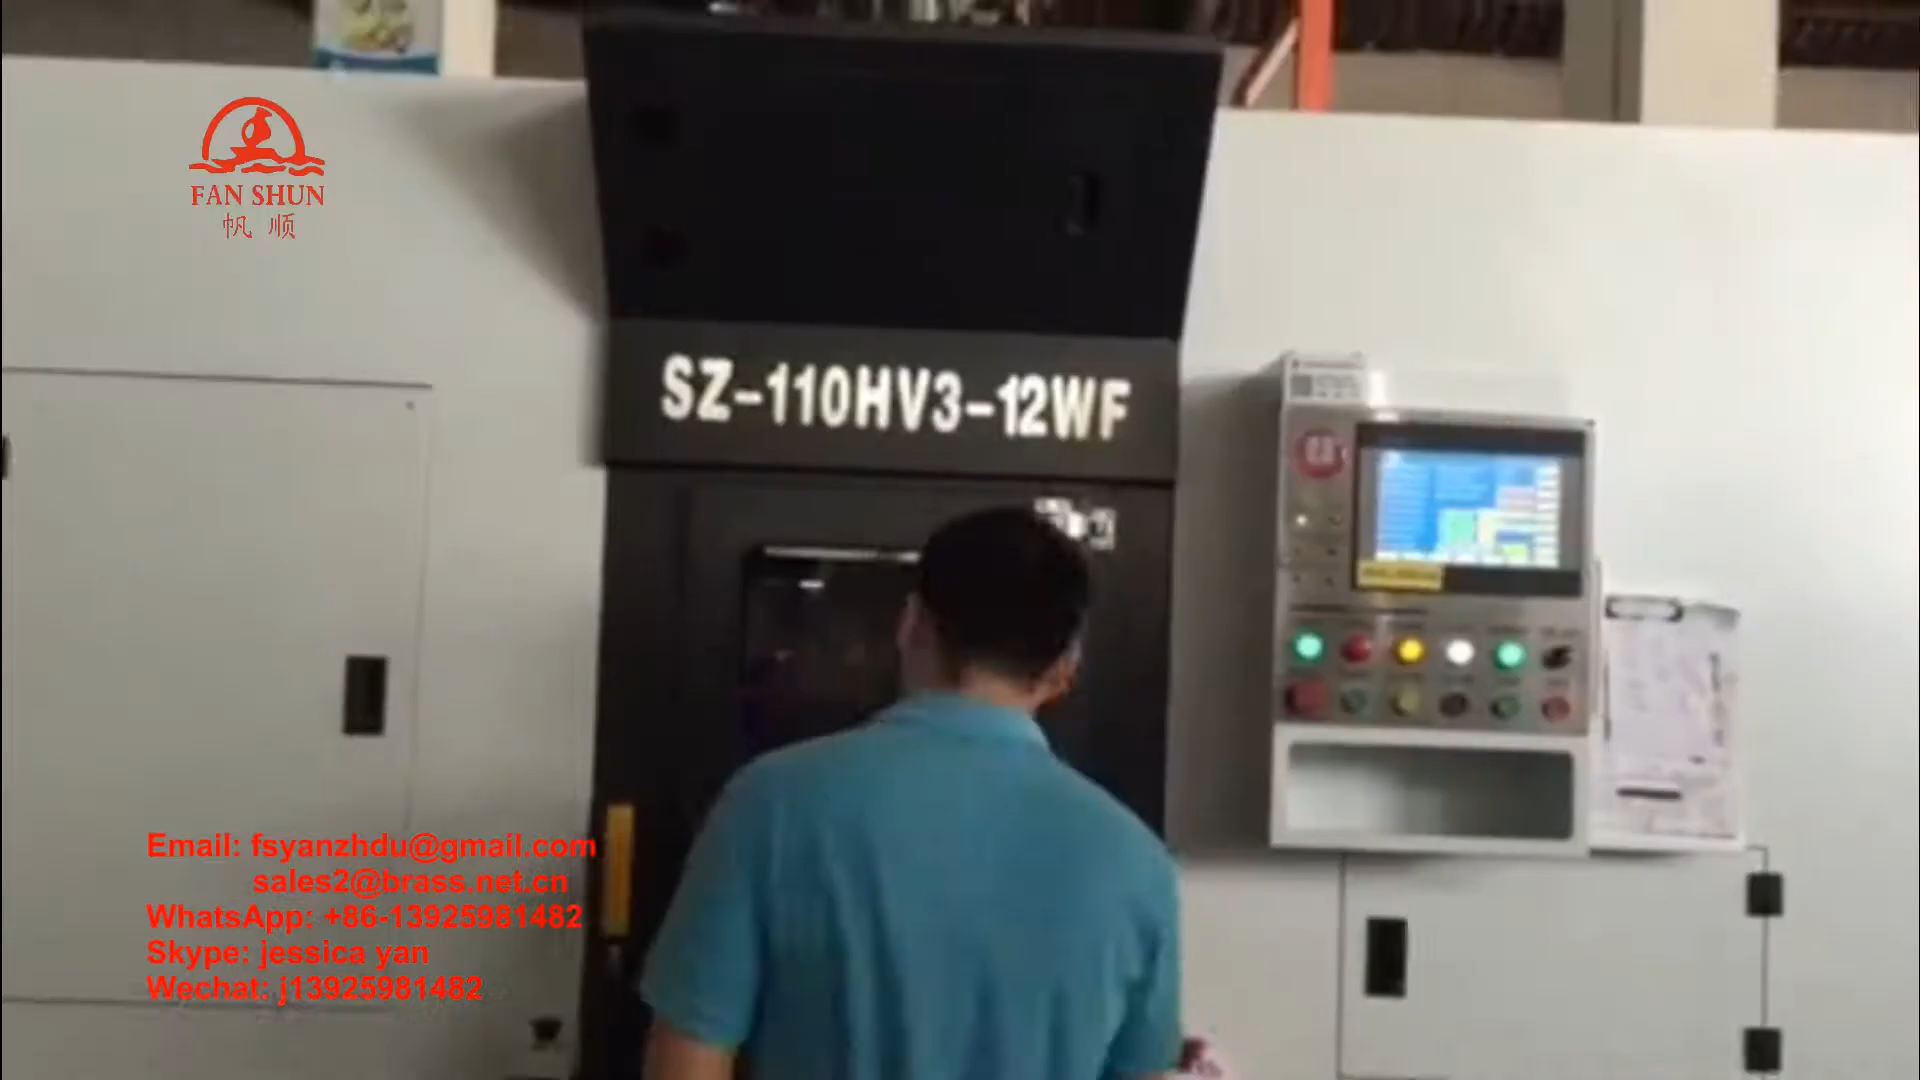 FAN SHUN
帆 顺
SZ-110HV3-12WF
Email: fsyanzhdu@gmail.com
sales2@brass.net.cn
WhatsApp: +86-13925981482
Skype: jessica yan
Wechat: j13925981482